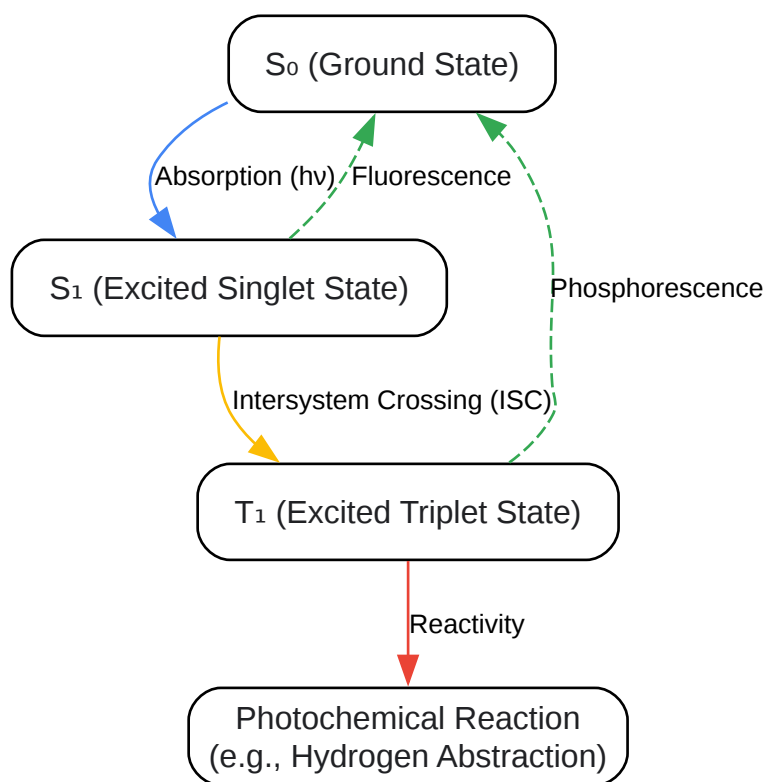 S₀ (Ground State)
Absorption (hν)
Fluorescence
S₁ (Excited Singlet State)
Phosphorescence
Intersystem Crossing (ISC)
T₁ (Excited Triplet State)
Reactivity
Photochemical Reaction
(e.g., Hydrogen Abstraction)